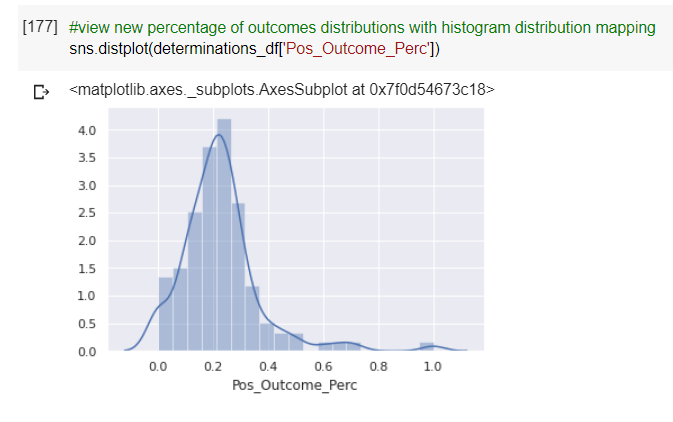 [177] #view new percentage of outcomes distributions with histogram distribution mapping
sns.distplot(determinations_df['Pos_Outcome_Perc'])
<matplotlib.axes._subplots.AxesSubplot at 0x7f0d54673c18>
4.0
3.5
3.0
2.5
2.0
1.5
1.0
0.5
0.0
0.0 0.2 0.4 0.6 0.8 1.0
Pos_Outcome_Perc